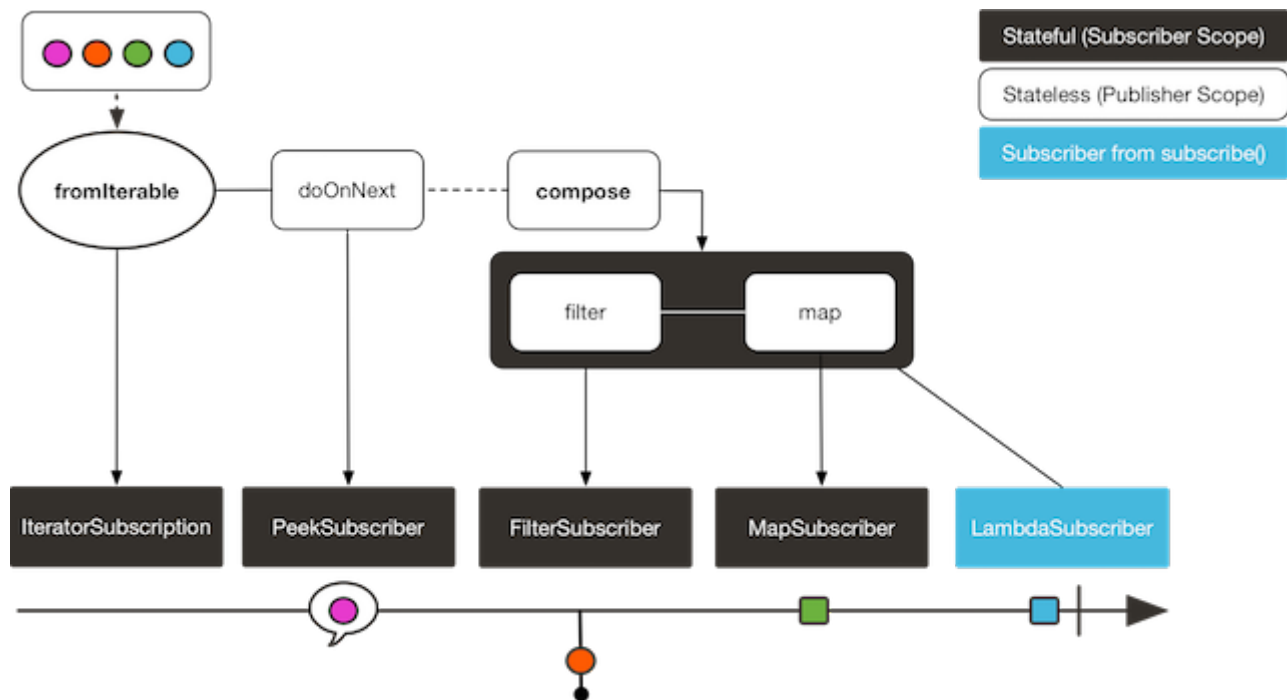 Stateful (Subscriber Scope)
Stateless (Publisher Scope)
Subscriber from subscribe()
fromIterable
doOnNext
compose
filter
map
IteratorSubscription
PeekSubscriber
FilterSubscriber
MapSubscriber
LambdaSubscriber